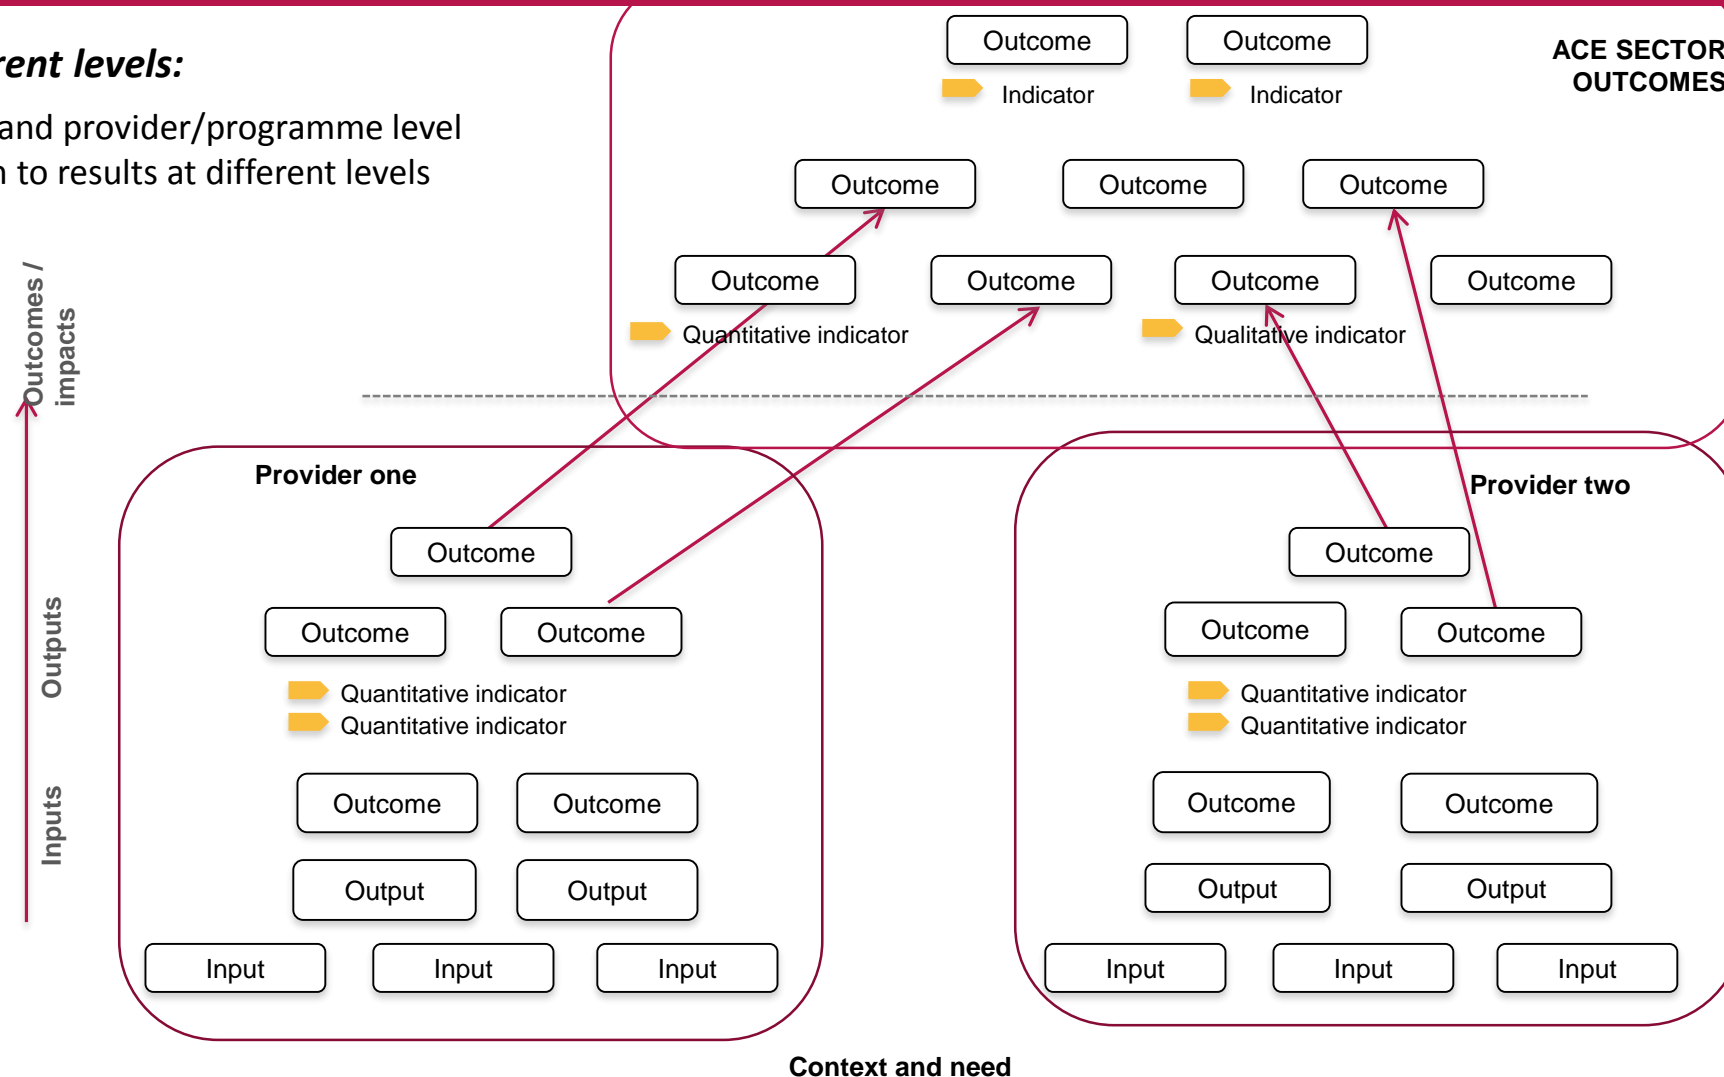 rent levels:
and provider/programme level
n to results at different levels
Outcome
Outcome
ACE SECTOR
OUTCOMES
Indicator
Indicator
Outcome
Outcome
Outcome
Outcome
Outcome
Outcome
Outcome
Quantitative indicator
Qualitative indicator
Outcomes /
impacts
Outputs
Inputs
Provider one
Outcome
Outcome
Outcome
Quantitative indicator
Quantitative indicator
Outcome
Outcome
Output
Output
Input
Input
Input
Provider two
Outcome
Outcome
Outcome
Quantitative indicator
Quantitative indicator
Outcome
Outcome
Output
Output
Input
Input
Input
Context and need